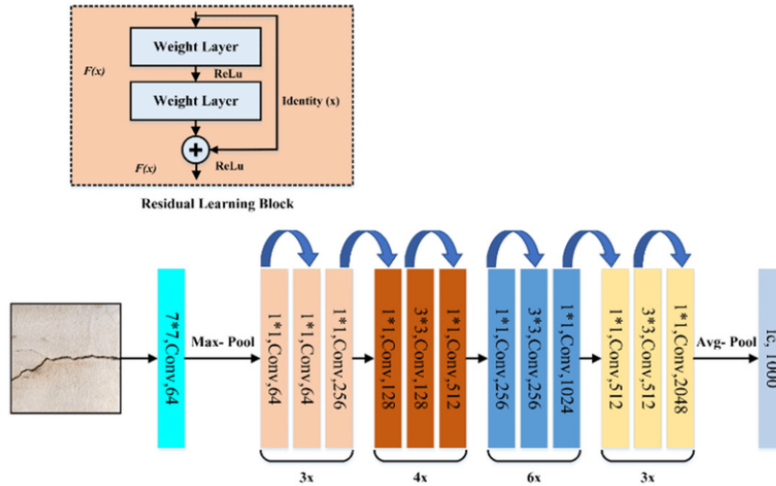 Weight Layer
F(x)
ReLu
Weight Layer
Identity (x)
F(x)
ReLu
Residual Learning Block
7*7,Conv,64
Max- Pool
1*1,Conv,64
1*1,Conv,64
1*1,Conv,256
1*1,Conv,128
3*3,Conv,128
1*1,Conv,512
1*1,Conv,256
3*3,Conv,256
1*1,Conv,1024
1*1,Conv,512
3*3,Conv,512
1*1,Conv,2048
Avg- Pool
1000
3x
4x
6x
3x